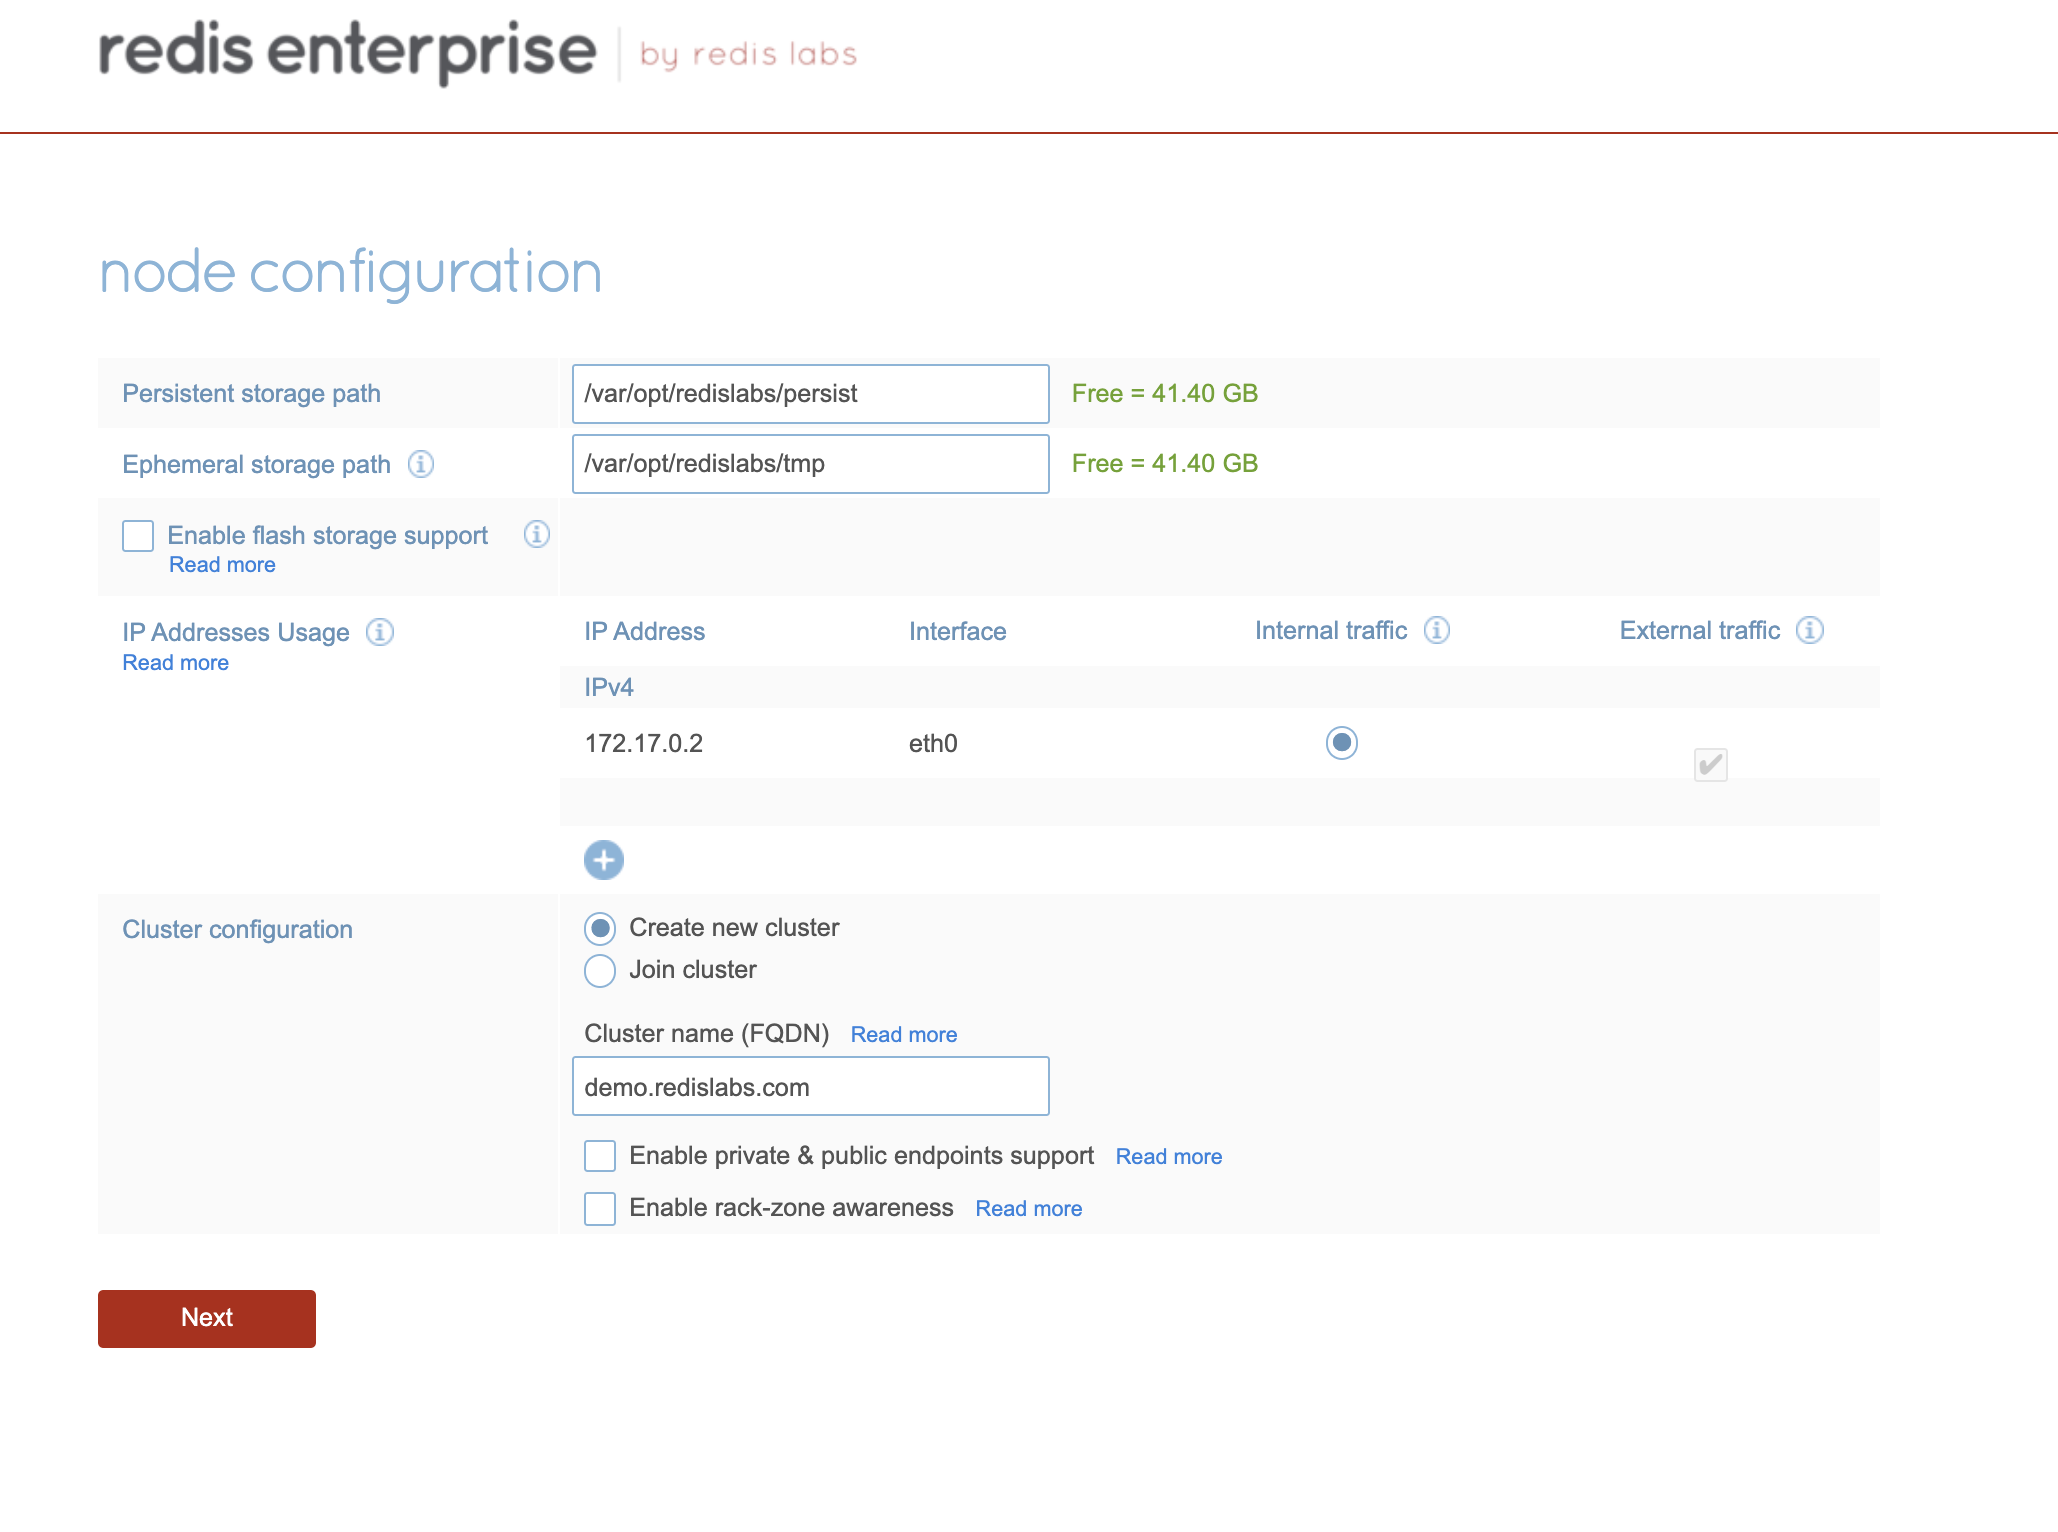 redis enterprise by redis labs
node configuration
Persistent storage path /var/opt/redislabs/persist Free = 41.40 GB
Ephemeral storage path /var/opt/redislabs/tmp Free = 41.40 GB
Enable flash storage support
Read more
IP Addresses Usage IP Address Interface Internal traffic External traffic
Read more
IPv4
172.17.0.2 eth0
Cluster configuration Create new cluster
Join cluster
Cluster name (FQDN) Read more
demo.redislabs.com
Enable private & public endpoints support Read more
Enable rack-zone awareness Read more
Next